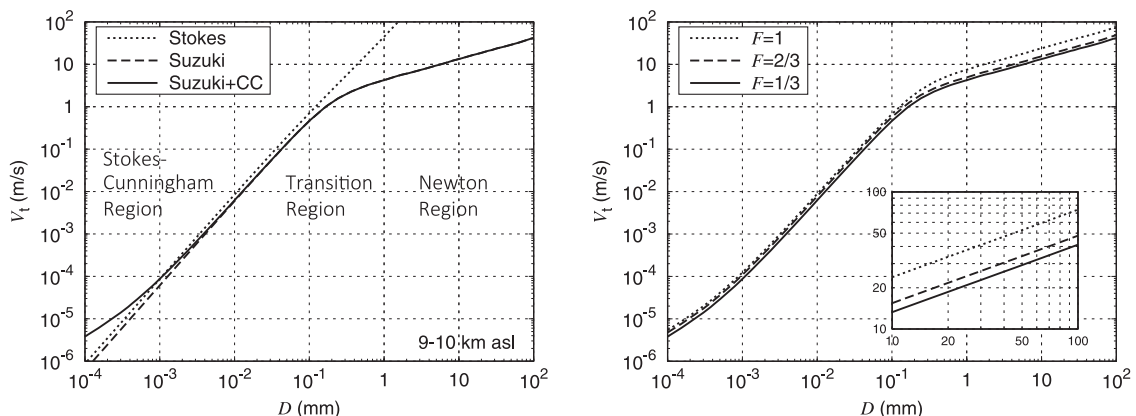 10² 10¹ 1 10⁻¹ 10⁻² 10⁻³ 10⁻⁴ 10⁻⁵ 10⁻⁶
Vt (m/s)
Stokes
Suzuki
Suzuki+CC
Stokes-
Cunningham
Region
Transition
Region
Newton
Region
9-10 km asl
10⁻⁴ 10⁻³ 10⁻² 10⁻¹ 1 10 10²
D (mm)
10² 10¹ 1 10⁻¹ 10⁻² 10⁻³ 10⁻⁴ 10⁻⁵ 10⁻⁶
Vt (m/s)
F=1
F=2/3
F=1/3
100
50
20
10
10 20 50 100
10⁻⁴ 10⁻³ 10⁻² 10⁻¹ 1 10 10²
D (mm)